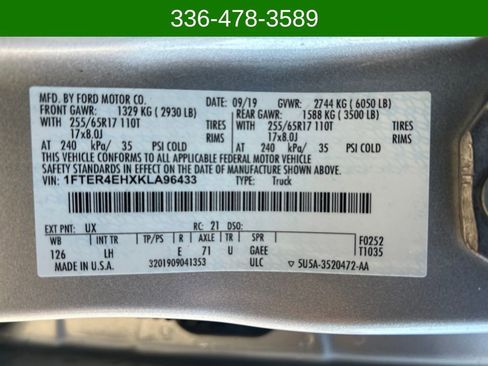 336-478-3589
MFD. BY FORD MOTOR CO.
DATE: 09/19 GVWR: 2744 KG ( 6050 LB)
FRONT GAWR: 1329 KG ( 2930 LB) REAR GAWR: 1588 KG ( 3500 LB)
WITH 255/65R17 110T TIRES WITH 255/65R17 110T TIRES
17x8.0J RIMS 17x8.0J RIMS
AT 240 kPa/ 35 PSI COLD AT 240 kPa/ 35 PSI COLD
THIS VEHICLE CONFORMS TO ALL APPLICABLE FEDERAL MOTOR VEHICLE
SAFETY STANDARDS IN EFFECT ON THE DATE OF MANUFACTURE SHOWN ABOVE.
VIN: 1FTER4EHXKLA96433 TYPE: Truck
EXT PNT: UX RC: 21 DSO:
WB INT TR TP/PS R AXLE TR SPR F0252
126 LH E 71 U GAEE T1035
MADE IN U.S.A. 3201909041353 ULC ▽ 5U5A-3520472-AA